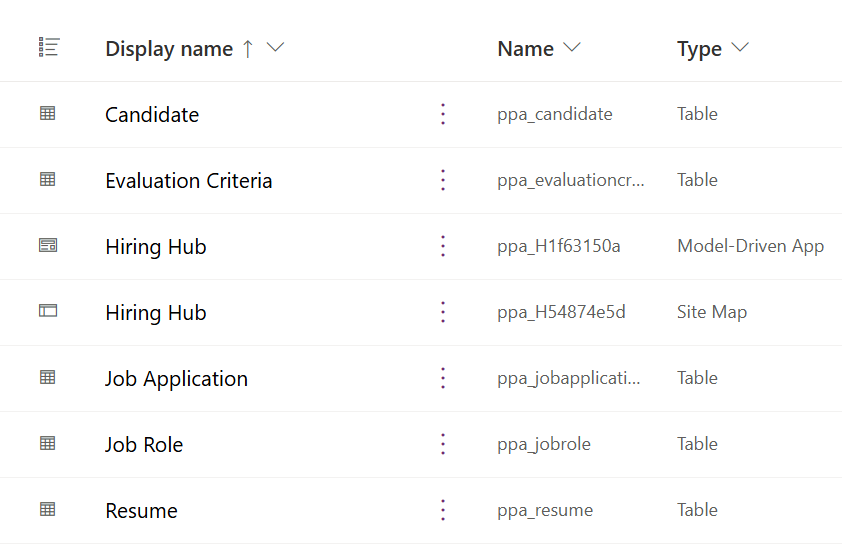 Display name Name Type
Candidate ppa_candidate Table
Evaluation Criteria ppa_evaluationcr... Table
Hiring Hub ppa_H1f63150a Model-Driven App
Hiring Hub ppa_H54874e5d Site Map
Job Application ppa_jobapplicati... Table
Job Role ppa_jobrole Table
Resume ppa_resume Table